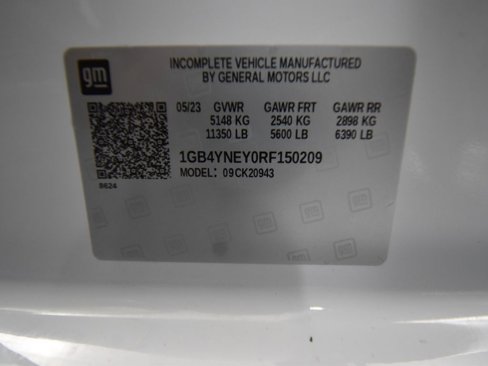 gm
INCOMPLETE VEHICLE MANUFACTURED
BY GENERAL MOTORS LLC
05/23 GVWR GAWR FRT GAWR RR
5148 KG 2540 KG 2898 KG
11350 LB 5600 LB 6390 LB
1GB4YNEY0RF150209
MODEL: 09CK20943
8624